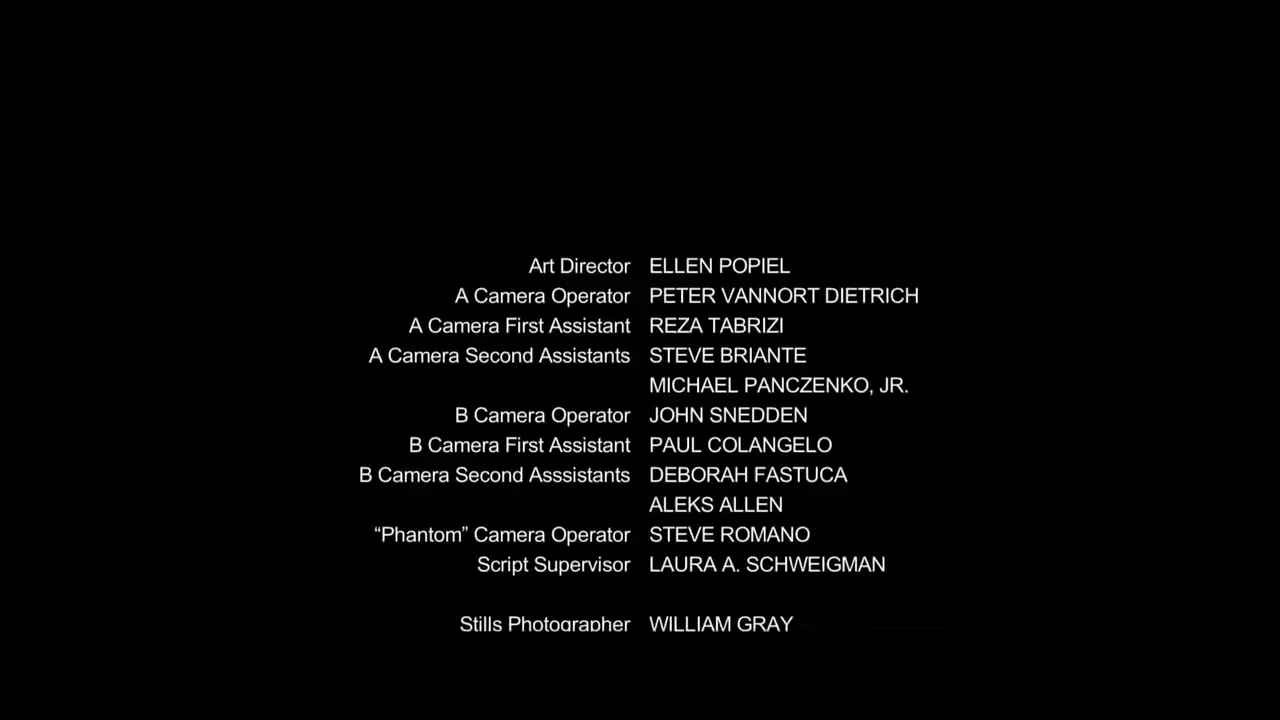 Art Director ELLEN POPIEL
A Camera Operator PETER VANNORT DIETRICH
A Camera First Assistant REZA TABRIZI
A Camera Second Assistants STEVE BRIANTE
MICHAEL PANCZENKO, JR.
B Camera Operator JOHN SNEDDEN
B Camera First Assistant PAUL COLANGELO
B Camera Second Asssistants DEBORAH FASTUCA
ALEKS ALLEN
“Phantom” Camera Operator STEVE ROMANO
Script Supervisor LAURA A. SCHWEIGMAN
Stills Photographer WILLIAM GRAY